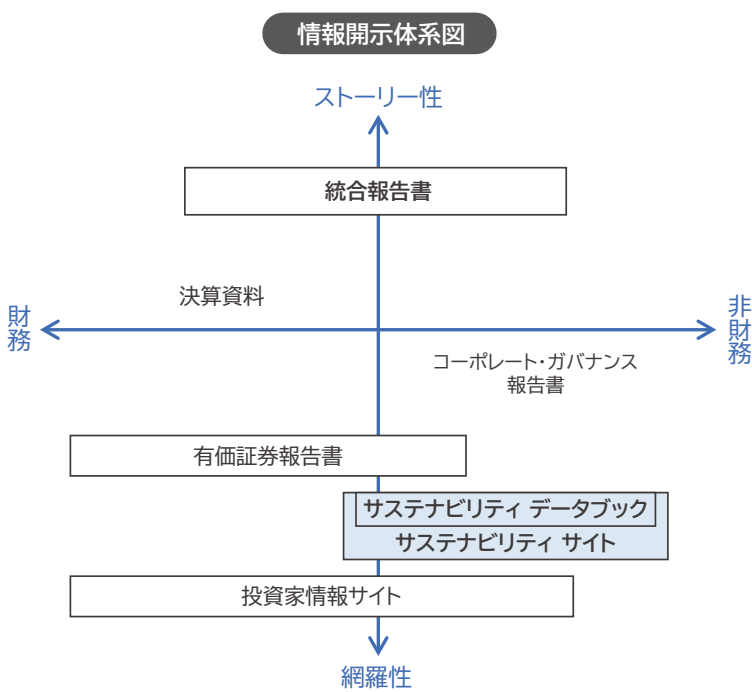 情報開示体系図
ストーリー性
統合報告書
決算資料
財務
非財務
コーポレート・ガバナンス
報告書
有価証券報告書
サステナビリティ データブック
サステナビリティ サイト
投資家情報サイト
網羅性